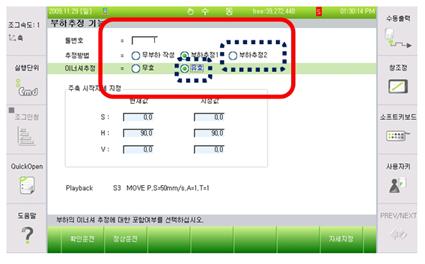 2009.11.29 (일) free:39,272,448 S 01:30:14 PM
조그속도: 1
축
실행단위
Cmd
조그인칭
QuickOpen
도움말
부하추정 기능
툴번호 =
추정방법 = 무부하 작성 부하추정1 부하추정2
이너셔추정 = 무효 유효
주축 시작자세 지정
현재값 지정값
S : 0,0 0,0
H : 90,0 90,0
V : 0,0 0,0
Playback S3 MOVE P,S=50mm/s,A=1,T=1
부하의 이너셔 추정에 대한 포함여부를 선택하십시오.
확인운전 정상운전 자세지정
수동출력
창조정
소프트키보드
사용자키
PREV/NEXT